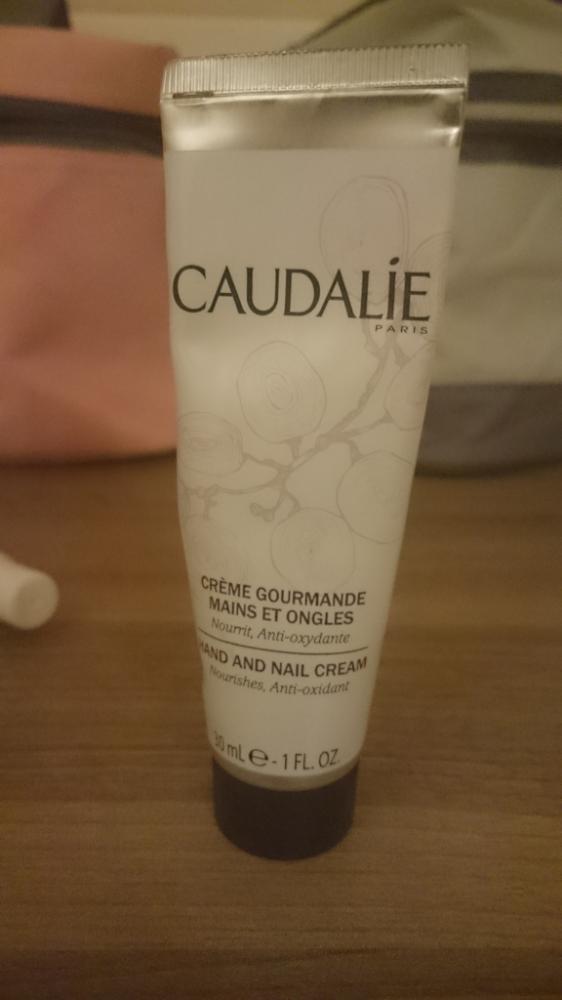 CAUDALíE
PARIS
CRÈME GOURMANDE
MAINS ET ONGLES
Nourrit, Anti-oxydante
HAND AND NAIL CREAM
Nourishes, Anti-oxidant
30 mL ℮ - 1 FL. OZ.